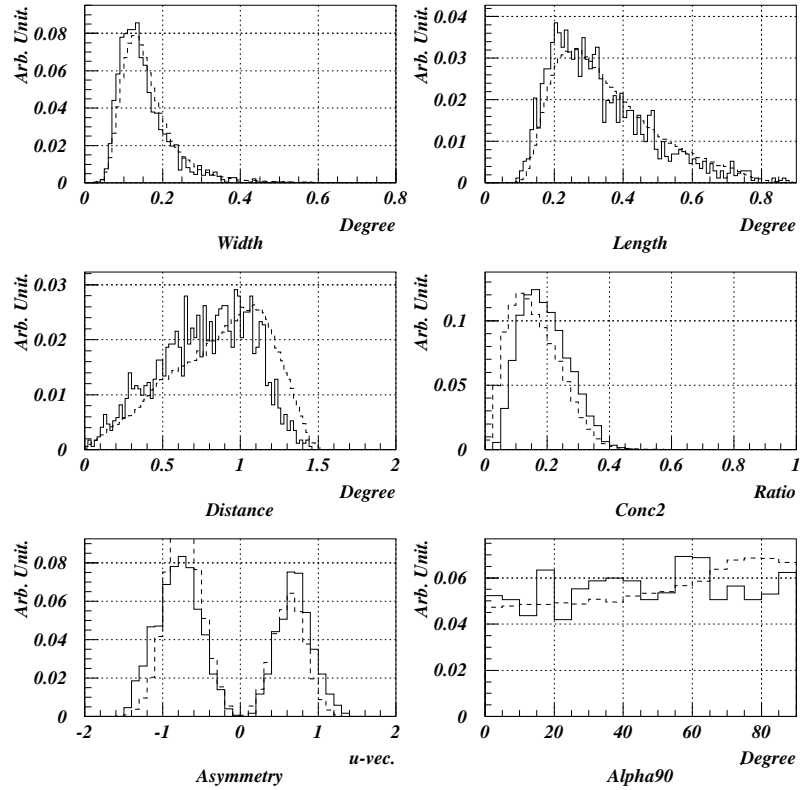 Arb. Unit.
0.08
0.06
0.04
0.02
0
0 0.2 0.4 0.6 0.8
Degree
Width
Arb. Unit.
0.04
0.03
0.02
0.01
0
0 0.2 0.4 0.6 0.8
Degree
Length
Arb. Unit.
0.03
0.02
0.01
0
0 0.5 1 1.5 2
Degree
Distance
Arb. Unit.
0.1
0.05
0
0 0.2 0.4 0.6 0.8 1
Ratio
Conc2
Arb. Unit.
0.08
0.06
0.04
0.02
0
-2 -1 0 1 2
u-vec.
Asymmetry
Arb. Unit.
0.06
0.04
0.02
0
0 20 40 60 80
Degree
Alpha90